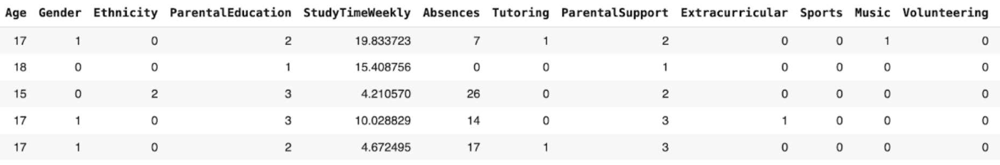 Age Gender Ethnicity ParentalEducation StudyTimeWeekly Absences Tutoring ParentalSupport Extracurricular Sports Music Volunteering
17 1 0 2 19.833723 7 1 2 0 0 1 0
18 0 0 1 15.408756 0 0 1 0 0 0 0
15 0 2 3 4.210570 26 0 2 0 0 0 0
17 1 0 3 10.028829 14 0 3 1 0 0 0
17 1 0 2 4.672495 17 1 3 0 0 0 0